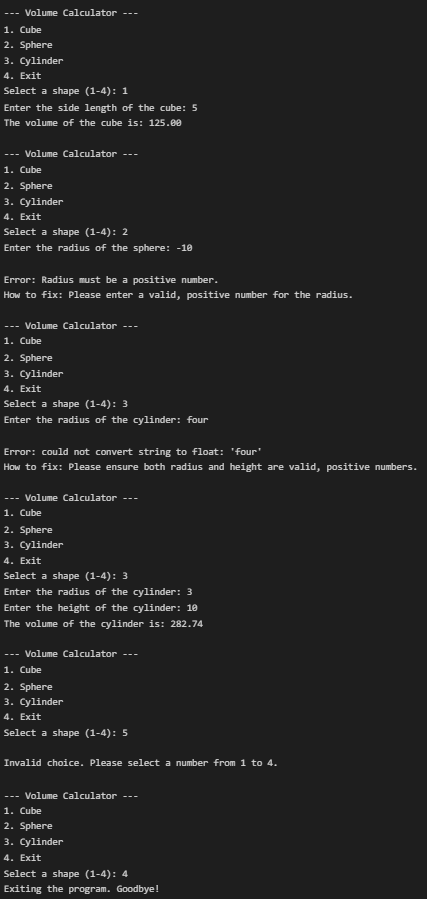 --- Volume Calculator ---
1. Cube
2. Sphere
3. Cylinder
4. Exit
Select a shape (1-4): 1
Enter the side length of the cube: 5
The volume of the cube is: 125.00
--- Volume Calculator ---
1. Cube
2. Sphere
3. Cylinder
4. Exit
Select a shape (1-4): 2
Enter the radius of the sphere: -10
Error: Radius must be a positive number.
How to fix: Please enter a valid, positive number for the radius.
--- Volume Calculator ---
1. Cube
2. Sphere
3. Cylinder
4. Exit
Select a shape (1-4): 3
Enter the radius of the cylinder: four
Error: could not convert string to float: 'four'
How to fix: Please ensure both radius and height are valid, positive numbers.
--- Volume Calculator ---
1. Cube
2. Sphere
3. Cylinder
4. Exit
Select a shape (1-4): 3
Enter the radius of the cylinder: 3
Enter the height of the cylinder: 10
The volume of the cylinder is: 282.74
--- Volume Calculator ---
1. Cube
2. Sphere
3. Cylinder
4. Exit
Select a shape (1-4): 5
Invalid choice. Please select a number from 1 to 4.
--- Volume Calculator ---
1. Cube
2. Sphere
3. Cylinder
4. Exit
Select a shape (1-4): 4
Exiting the program. Goodbye!